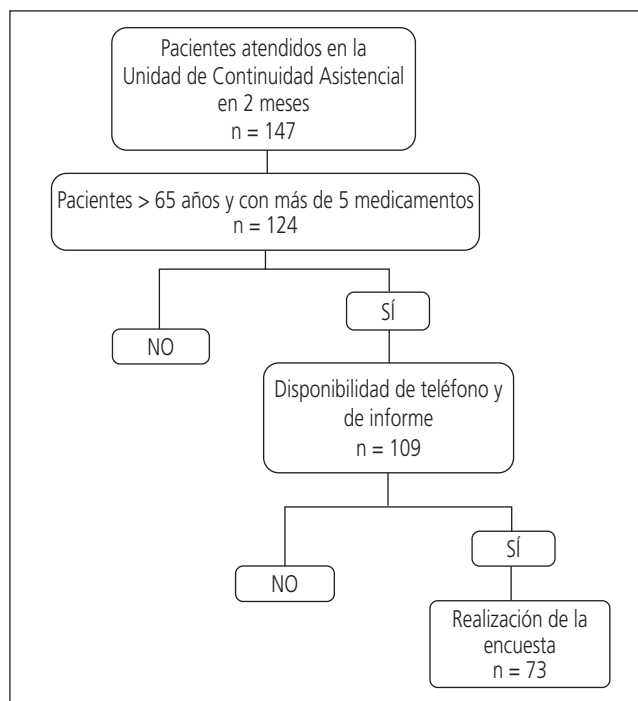 Pacientes atendidos en la
Unidad de Continuidad Asistencial
en 2 meses
n = 147
Pacientes > 65 años y con más de 5 medicamentos
n = 124
NO
SÍ
Disponibilidad de teléfono y
de informe
n = 109
NO
SÍ
Realización de la
encuesta
n = 73